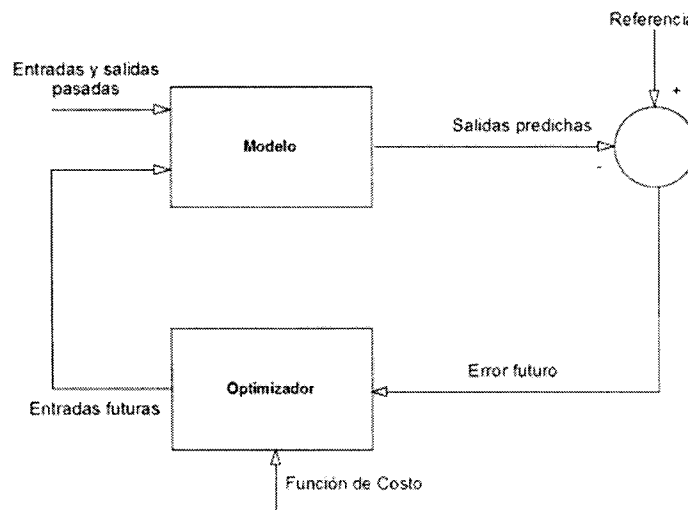 Referencia
Entradas y salidas
pasadas
+
Modelo
Salidas predichas
-
Error futuro
Optimizador
Entradas futuras
Función de Costo